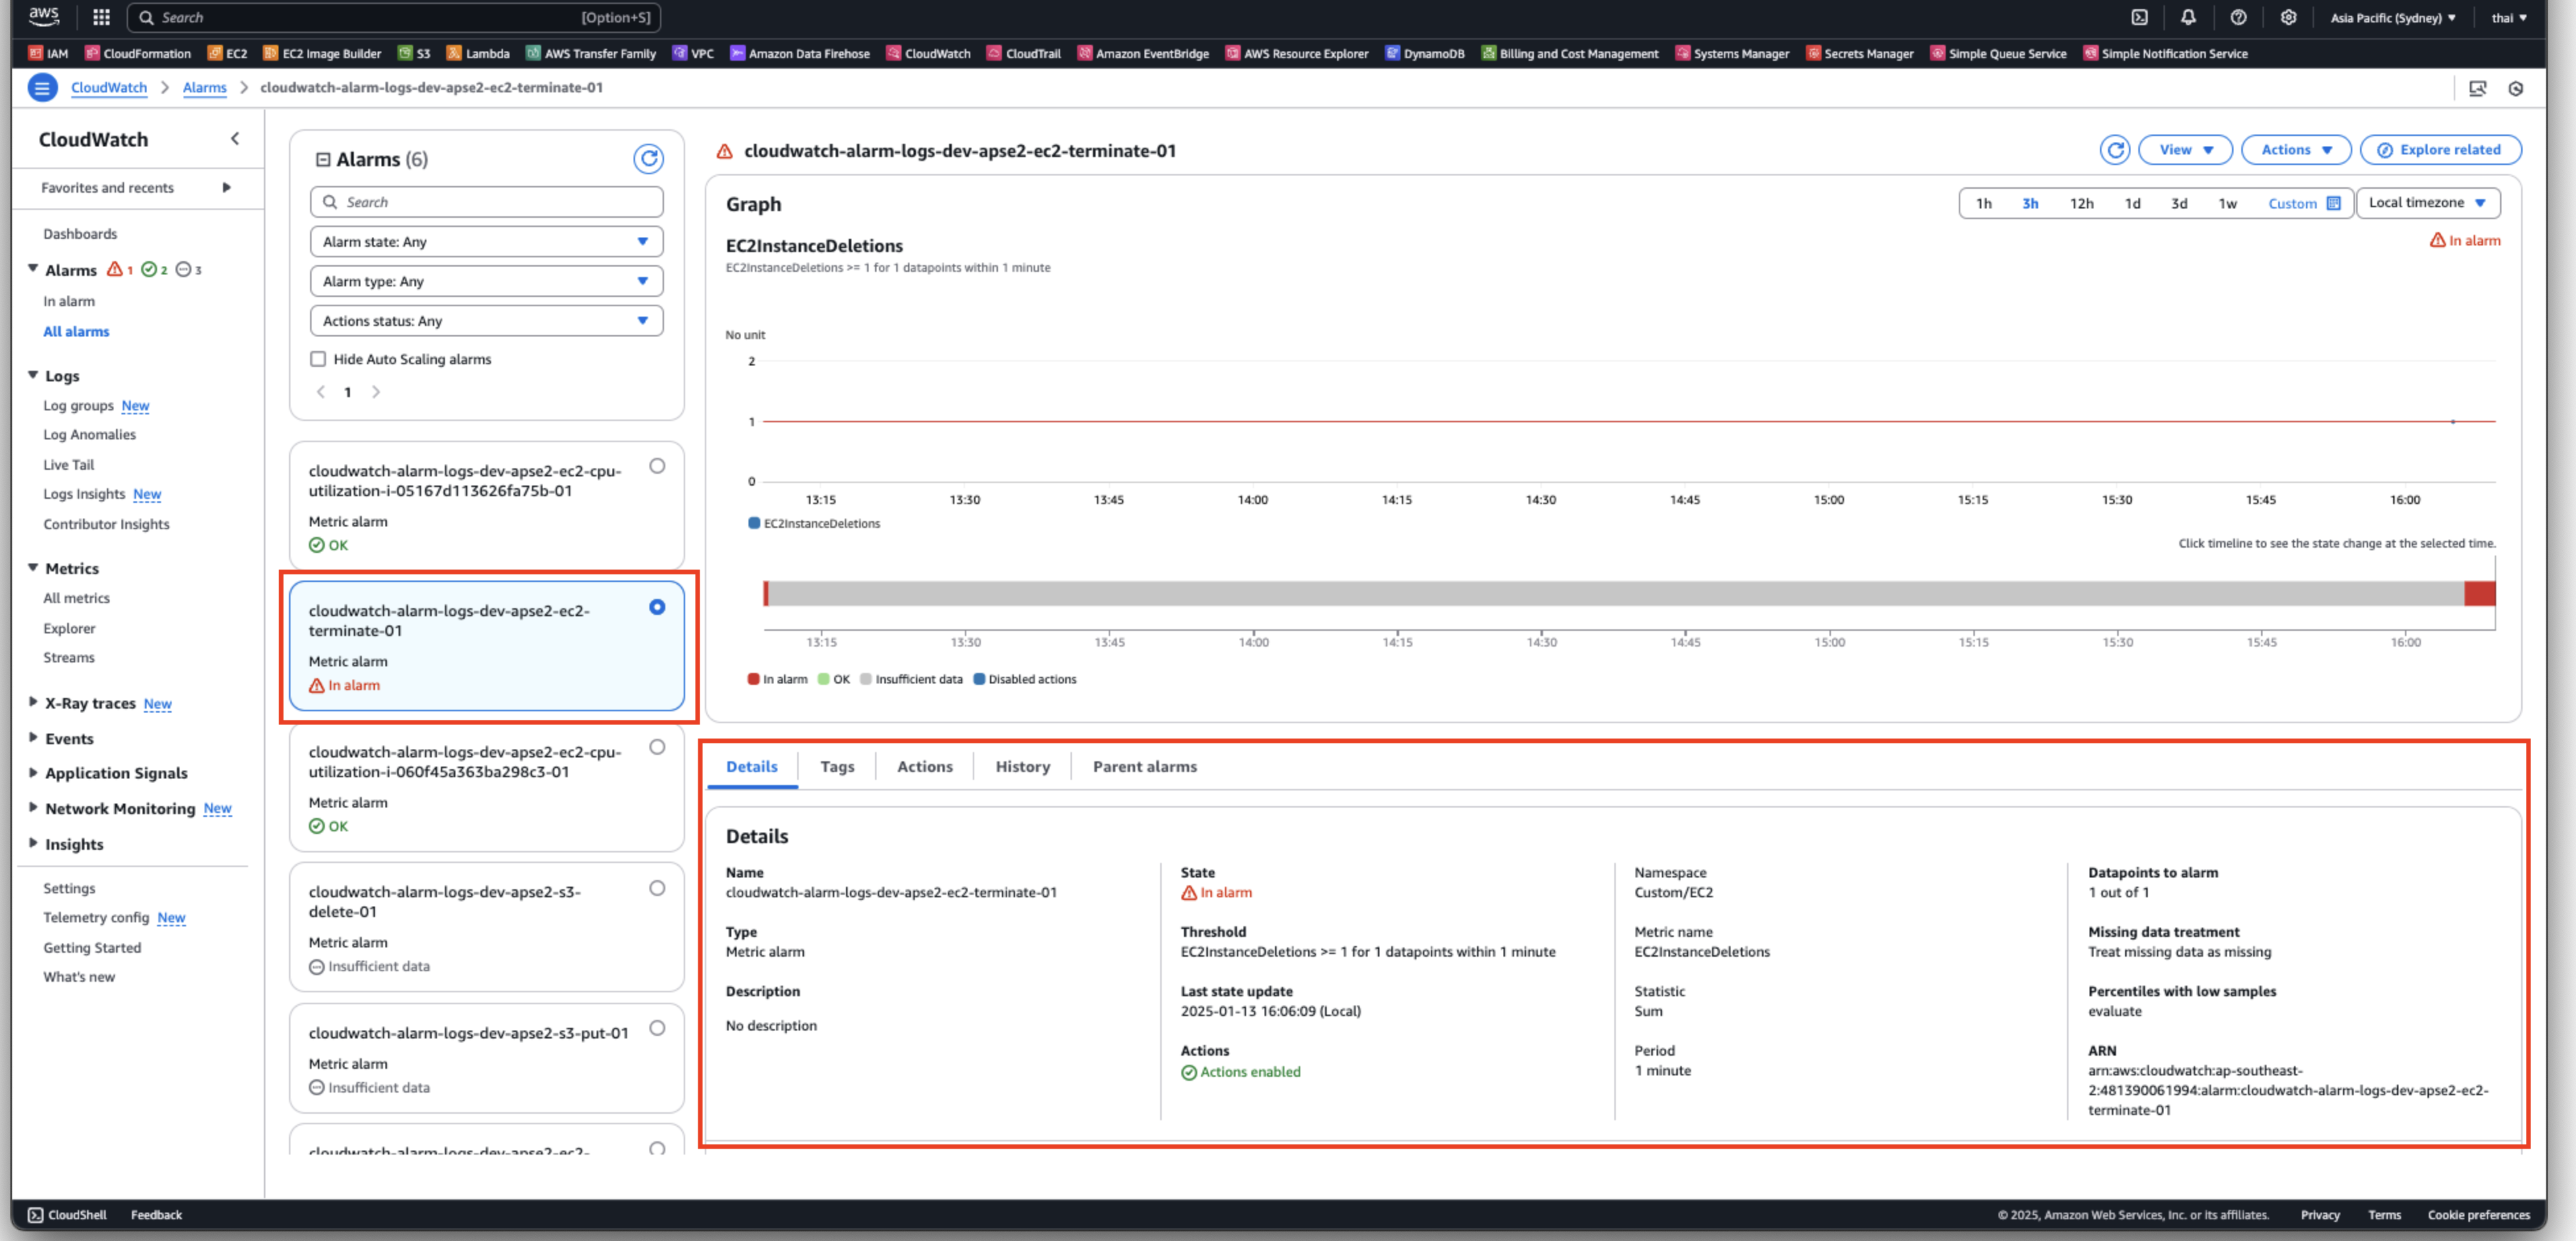 aws
Search [Option+S]
Asia Pacific (Sydney) thai
IAM CloudFormation EC2 EC2 Image Builder S3 Lambda AWS Transfer Family VPC Amazon Data Firehose CloudWatch CloudTrail Amazon EventBridge AWS Resource Explorer DynamoDB Billing and Cost Management Systems Manager Secrets Manager Simple Queue Service Simple Notification Service
CloudWatch > Alarms > cloudwatch-alarm-logs-dev-apse2-ec2-terminate-01
CloudWatch
Favorites and recents
Dashboards
Alarms 1 2 3
In alarm
All alarms
Logs
Log groups New
Log Anomalies
Live Tail
Logs Insights New
Contributor Insights
Metrics
All metrics
Explorer
Streams
X-Ray traces New
Events
Application Signals
Network Monitoring New
Insights
Settings
Telemetry config New
Getting Started
What's new
Alarms (6)
Search
Alarm state: Any
Alarm type: Any
Actions status: Any
Hide Auto Scaling alarms
1
cloudwatch-alarm-logs-dev-apse2-ec2-cpu-
utilization-i-05167d113626fa75b-01
Metric alarm
OK
cloudwatch-alarm-logs-dev-apse2-ec2-
terminate-01
Metric alarm
In alarm
cloudwatch-alarm-logs-dev-apse2-ec2-cpu-
utilization-i-060f45a363ba298c3-01
Metric alarm
OK
cloudwatch-alarm-logs-dev-apse2-s3-
delete-01
Metric alarm
Insufficient data
cloudwatch-alarm-logs-dev-apse2-s3-put-01
Metric alarm
Insufficient data
cloudwatch-alarm-logs-dev-apse2-ec2-
cloudwatch-alarm-logs-dev-apse2-ec2-terminate-01
View Actions Explore related
Graph
1h 3h 12h 1d 3d 1w Custom Local timezone
EC2InstanceDeletions
In alarm
EC2InstanceDeletions >= 1 for 1 datapoints within 1 minute
No unit
2
1
0
13:15 13:30 13:45 14:00 14:15 14:30 14:45 15:00 15:15 15:30 15:45 16:00
EC2InstanceDeletions
Click timeline to see the state change at the selected time.
13:15 13:30 13:45 14:00 14:15 14:30 14:45 15:00 15:15 15:30 15:45 16:00
In alarm OK Insufficient data Disabled actions
Details Tags Actions History Parent alarms
Details
Name
cloudwatch-alarm-logs-dev-apse2-ec2-terminate-01
Type
Metric alarm
Description
No description
State
In alarm
Threshold
EC2InstanceDeletions >= 1 for 1 datapoints within 1 minute
Last state update
2025-01-13 16:06:09 (Local)
Actions
Actions enabled
Namespace
Custom/EC2
Metric name
EC2InstanceDeletions
Statistic
Sum
Period
1 minute
Datapoints to alarm
1 out of 1
Missing data treatment
Treat missing data as missing
Percentiles with low samples
evaluate
ARN
arn:aws:cloudwatch:ap-southeast-
2:481390061994:alarm:cloudwatch-alarm-logs-dev-apse2-ec2-
terminate-01
CloudShell Feedback
© 2025, Amazon Web Services, Inc. or its affiliates. Privacy Terms Cookie preferences